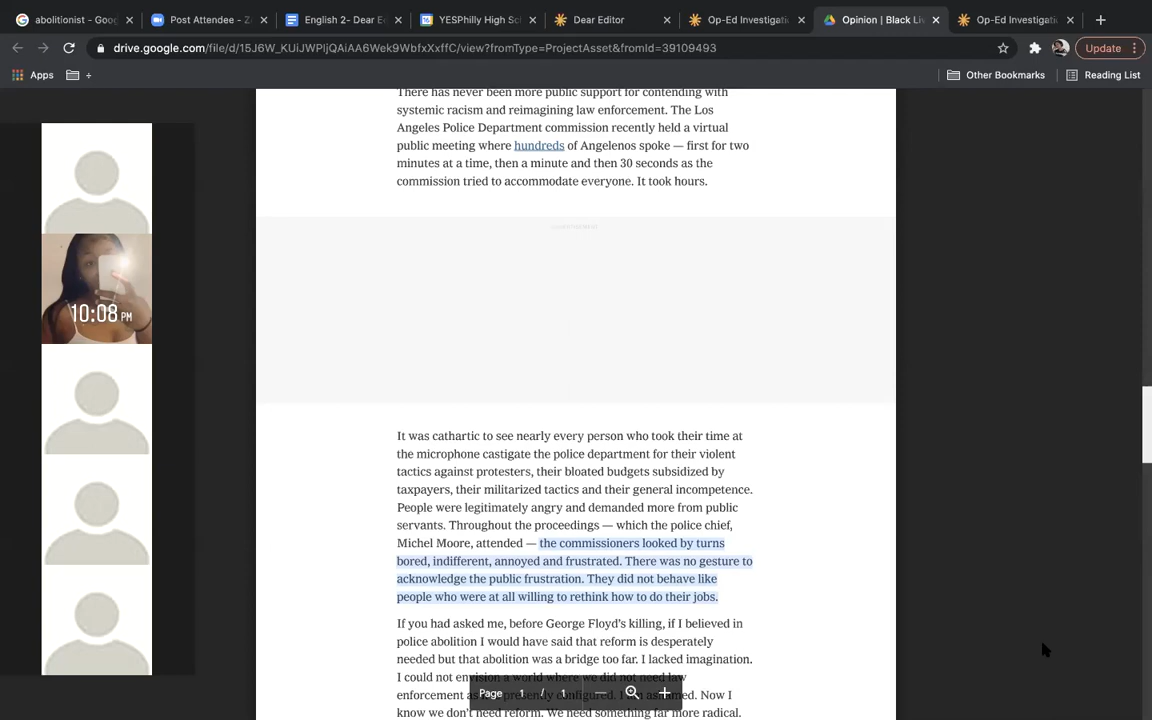 abolitionist - Goog
Post Attendee - Z
English 2- Dear Ed
YESPhilly High Sch
Dear Editor
Op-Ed Investigati
Opinion | Black Liv
Op-Ed Investigati
drive.google.com/file/d/15J6W_KUiJWPljQAiAA6Wek9WbfxXxffC/view?fromType=ProjectAsset&fromId=39109493
Update
Apps
+
Other Bookmarks
Reading List
There has never been more public support for contending with
systemic racism and reimagining law enforcement. The Los
Angeles Police Department commission recently held a virtual
public meeting where hundreds of Angelenos spoke — first for two
minutes at a time, then a minute and then 30 seconds as the
commission tried to accommodate everyone. It took hours.
ADVERTISEMENT
10:08 PM
It was cathartic to see nearly every person who took their time at
the microphone castigate the police department for their violent
tactics against protesters, their bloated budgets subsidized by
taxpayers, their militarized tactics and their general incompetence.
People were legitimately angry and demanded more from public
servants. Throughout the proceedings — which the police chief,
Michel Moore, attended — the commissioners looked by turns
bored, indifferent, annoyed and frustrated. There was no gesture to
acknowledge the public frustration. They did not behave like
people who were at all willing to rethink how to do their jobs.
If you had asked me, before George Floyd's killing, if I believed in
police abolition I would have said that reform is desperately
needed but that abolition was a bridge too far. I lacked imagination.
I could not envision a world where we did not need law
enforcement as presently configured. I am ashamed. Now I
know we don't need reform. We need something far more radical.
Page 1 / 1